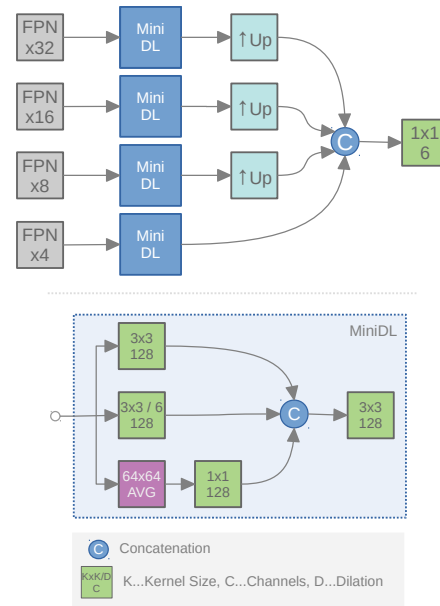 FPN
x32
Mini
DL
↑Up
FPN
x16
Mini
DL
↑Up
C
1x1
6
FPN
x8
Mini
DL
↑Up
FPN
x4
Mini
DL
MiniDL
3x3
128
3x3 / 6
128
C
3x3
128
64x64
AVG
1x1
128
C Concatenation
KxK/D
C
K...Kernel Size, C...Channels, D...Dilation